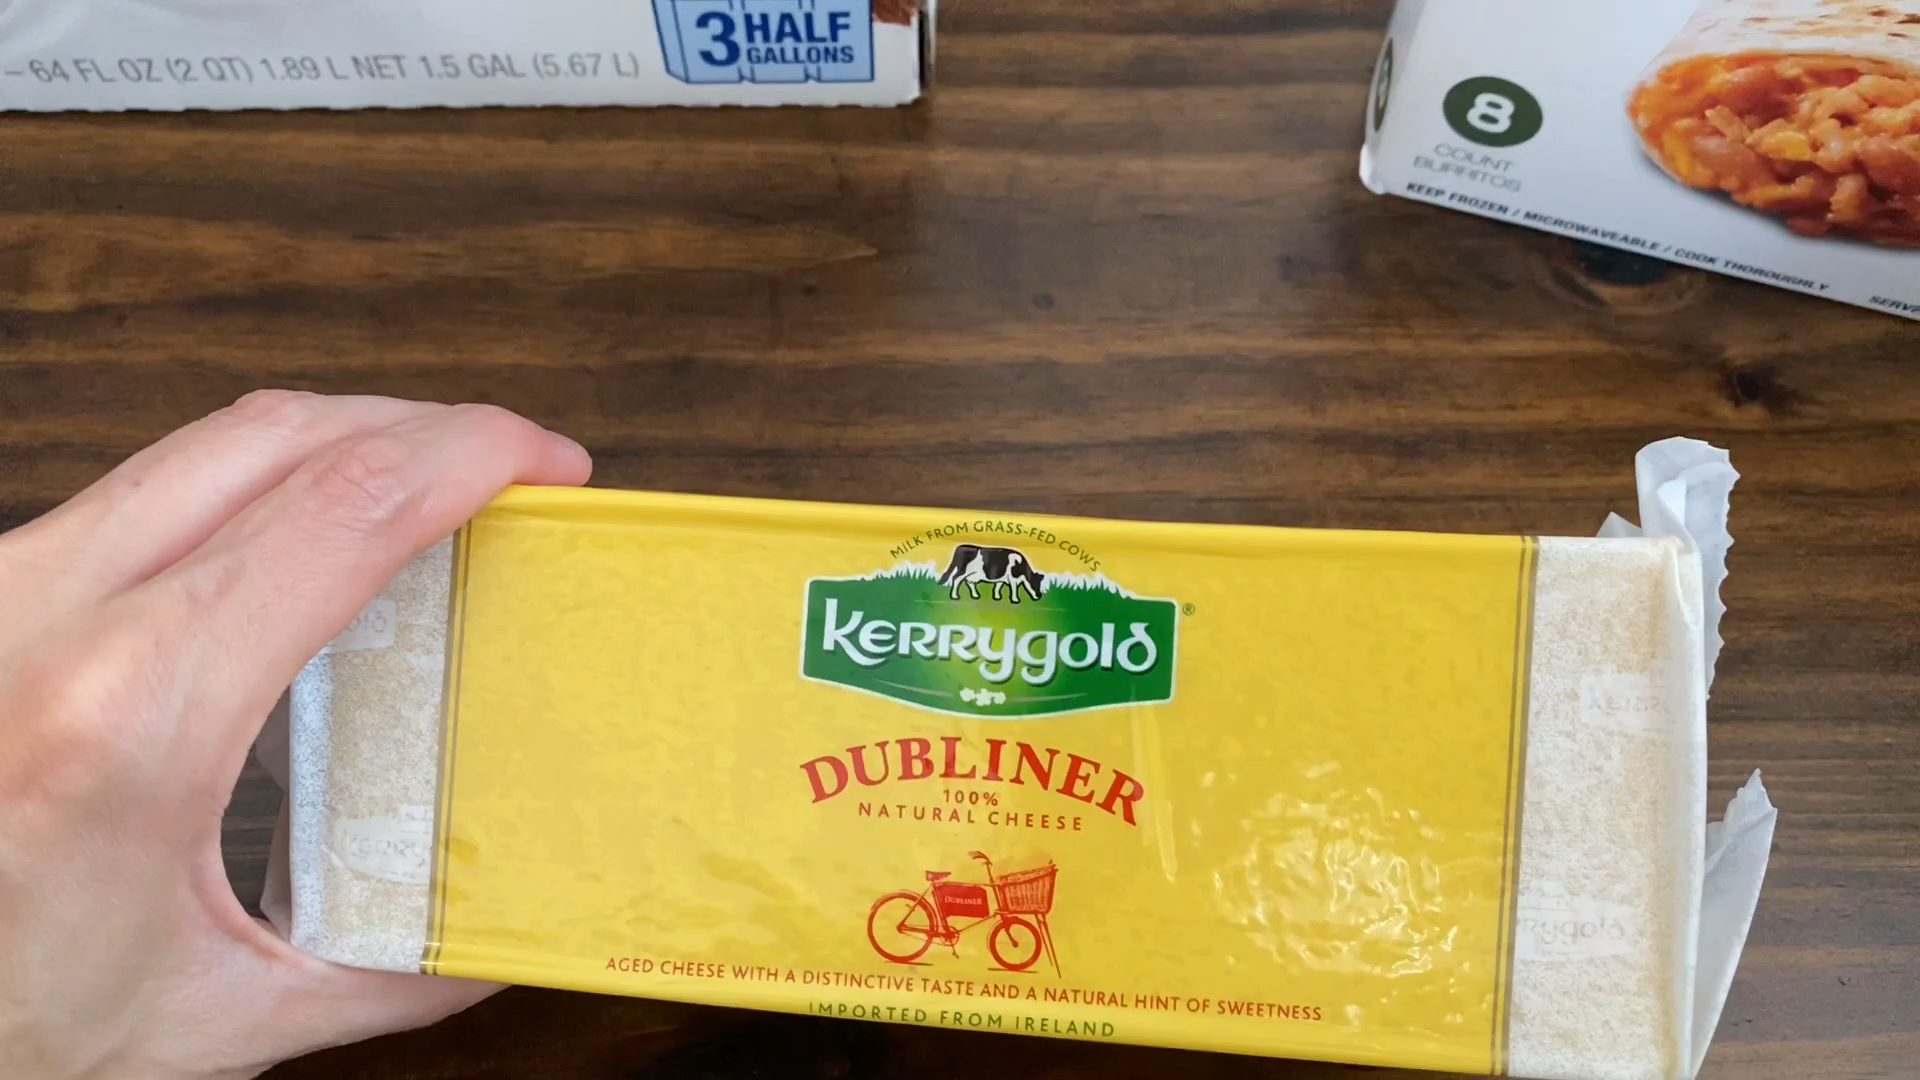 3 HALF
GALLONS
– 64 FL OZ (2 QT) 1.89 L NET 1.5 GAL (5.67 L)
8
COUNT
BURRITOS
KEEP FROZEN / MICROWAVEABLE / COOK THOROUGHLY
MILK FROM GRASS-FED COWS
Kerrygold
®
DUBLINER
100%
NATURAL CHEESE
DUBLINER
AGED CHEESE WITH A DISTINCTIVE TASTE AND A NATURAL HINT OF SWEETNESS
IMPORTED FROM IRELAND